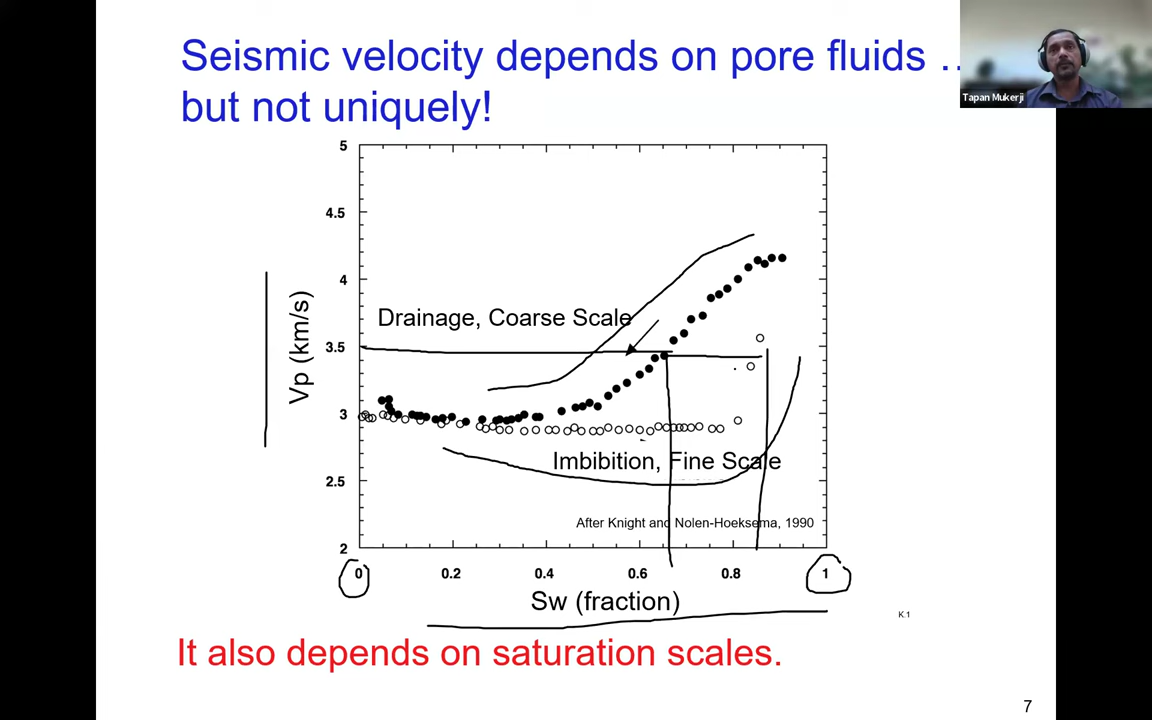 Seismic velocity depends on pore fluids ..
but not uniquely!
Tapan Mukerji
5
4.5
4
Drainage, Coarse Scale
3.5
Vp (km/s)
3
Imbibition, Fine Scale
2.5
After Knight and Nolen-Hoeksema, 1990
2
0 0.2 0.4 0.6 0.8 1
Sw (fraction)
K.1
It also depends on saturation scales.
7